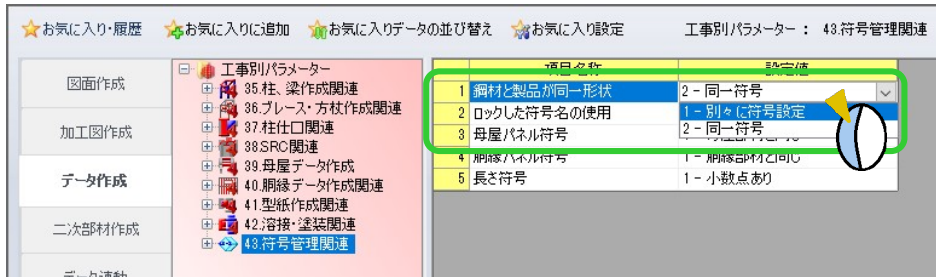 お気に入り・履歴 お気に入りに追加 お気に入りデータの並び替え お気に入り設定 工事別パラメーター : 43.符号管理関連
図面作成
加工図作成
データ作成
二次部材作成
データ連動
工事別パラメーター
35.柱、梁作成関連
36.ブレース・方杖作成関連
37.柱仕口関連
38.SRC関連
39.母屋データ作成
40.胴縁データ作成関連
41.型紙作成関連
42.溶接・塗装関連
43.符号管理関連
項目名称 設定値
1 鋼材と製品が同一形状 2 - 同一符号
2 ロックした符号名の使用 1 - 別々に符号設定
3 母屋パネル符号 2 - 同一符号
4 胴縁パネル符号 1 - 胴縁部材と同じ
5 長さ符号 1 - 小数点あり